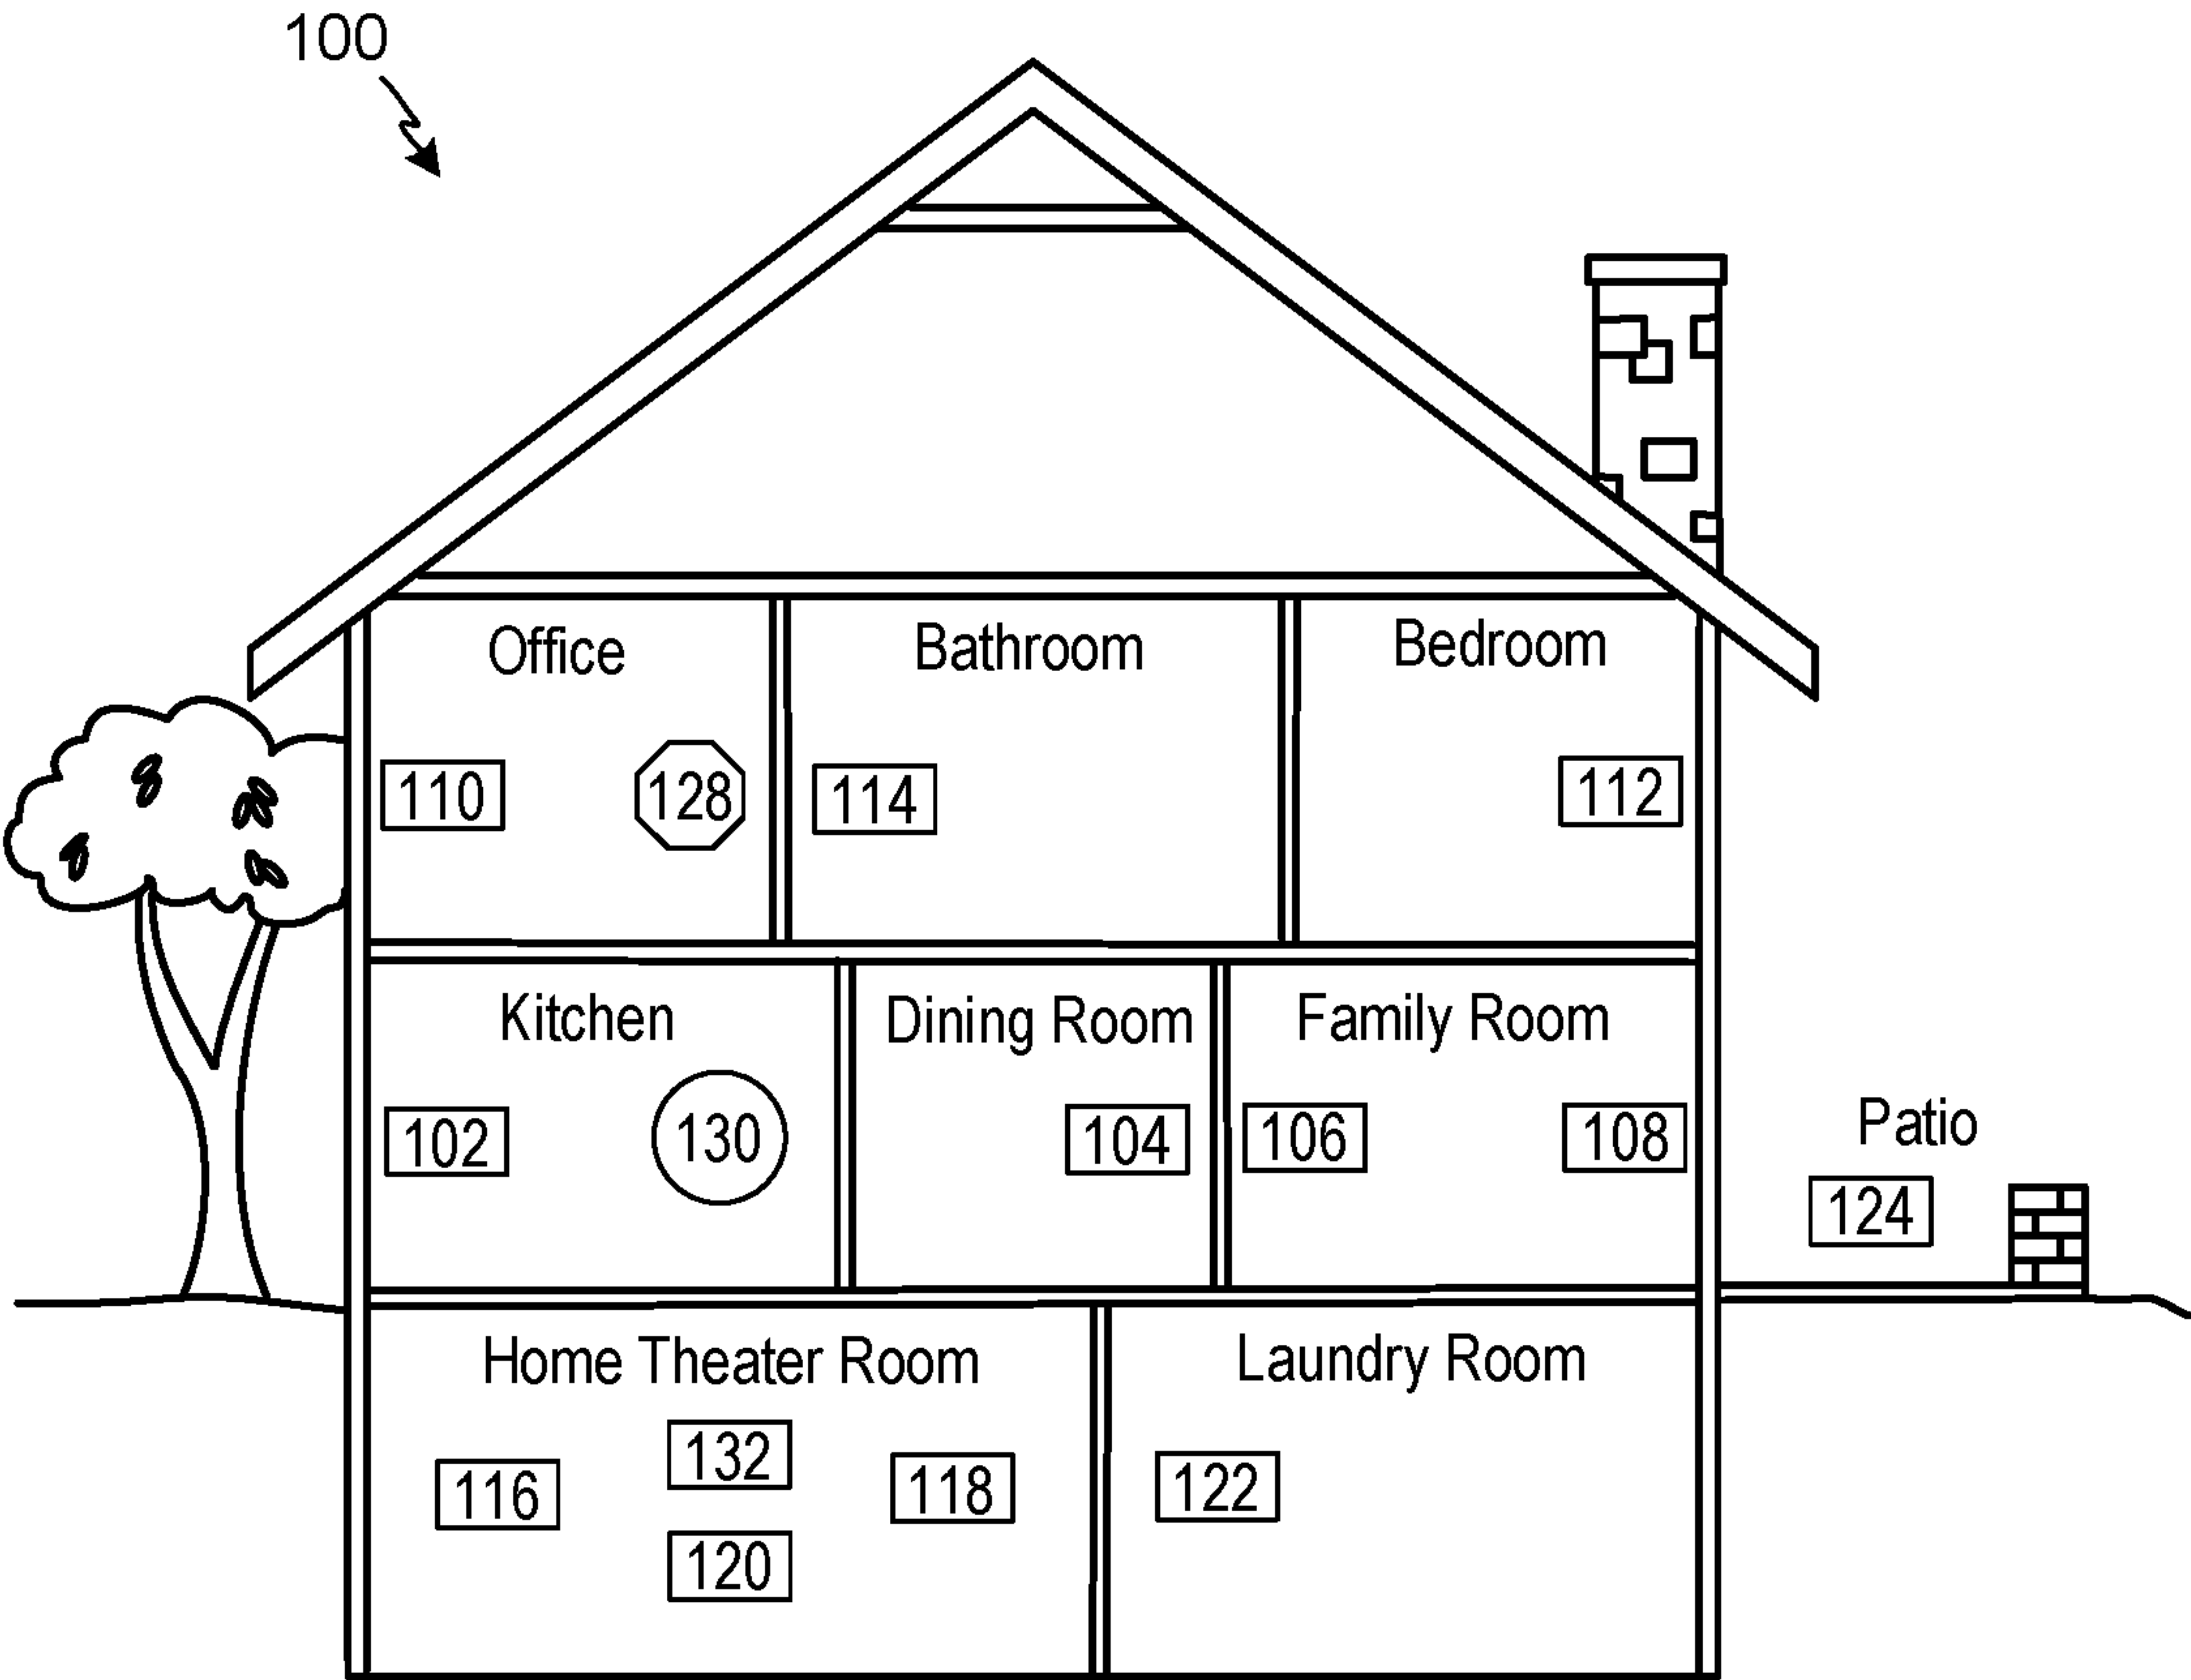 100
Office
Bathroom
Bedroom
110
128
114
112
Kitchen
Dining Room
Family Room
102
130
104
106
108
Patio
124
Home Theater Room
Laundry Room
116
132
118
120
122